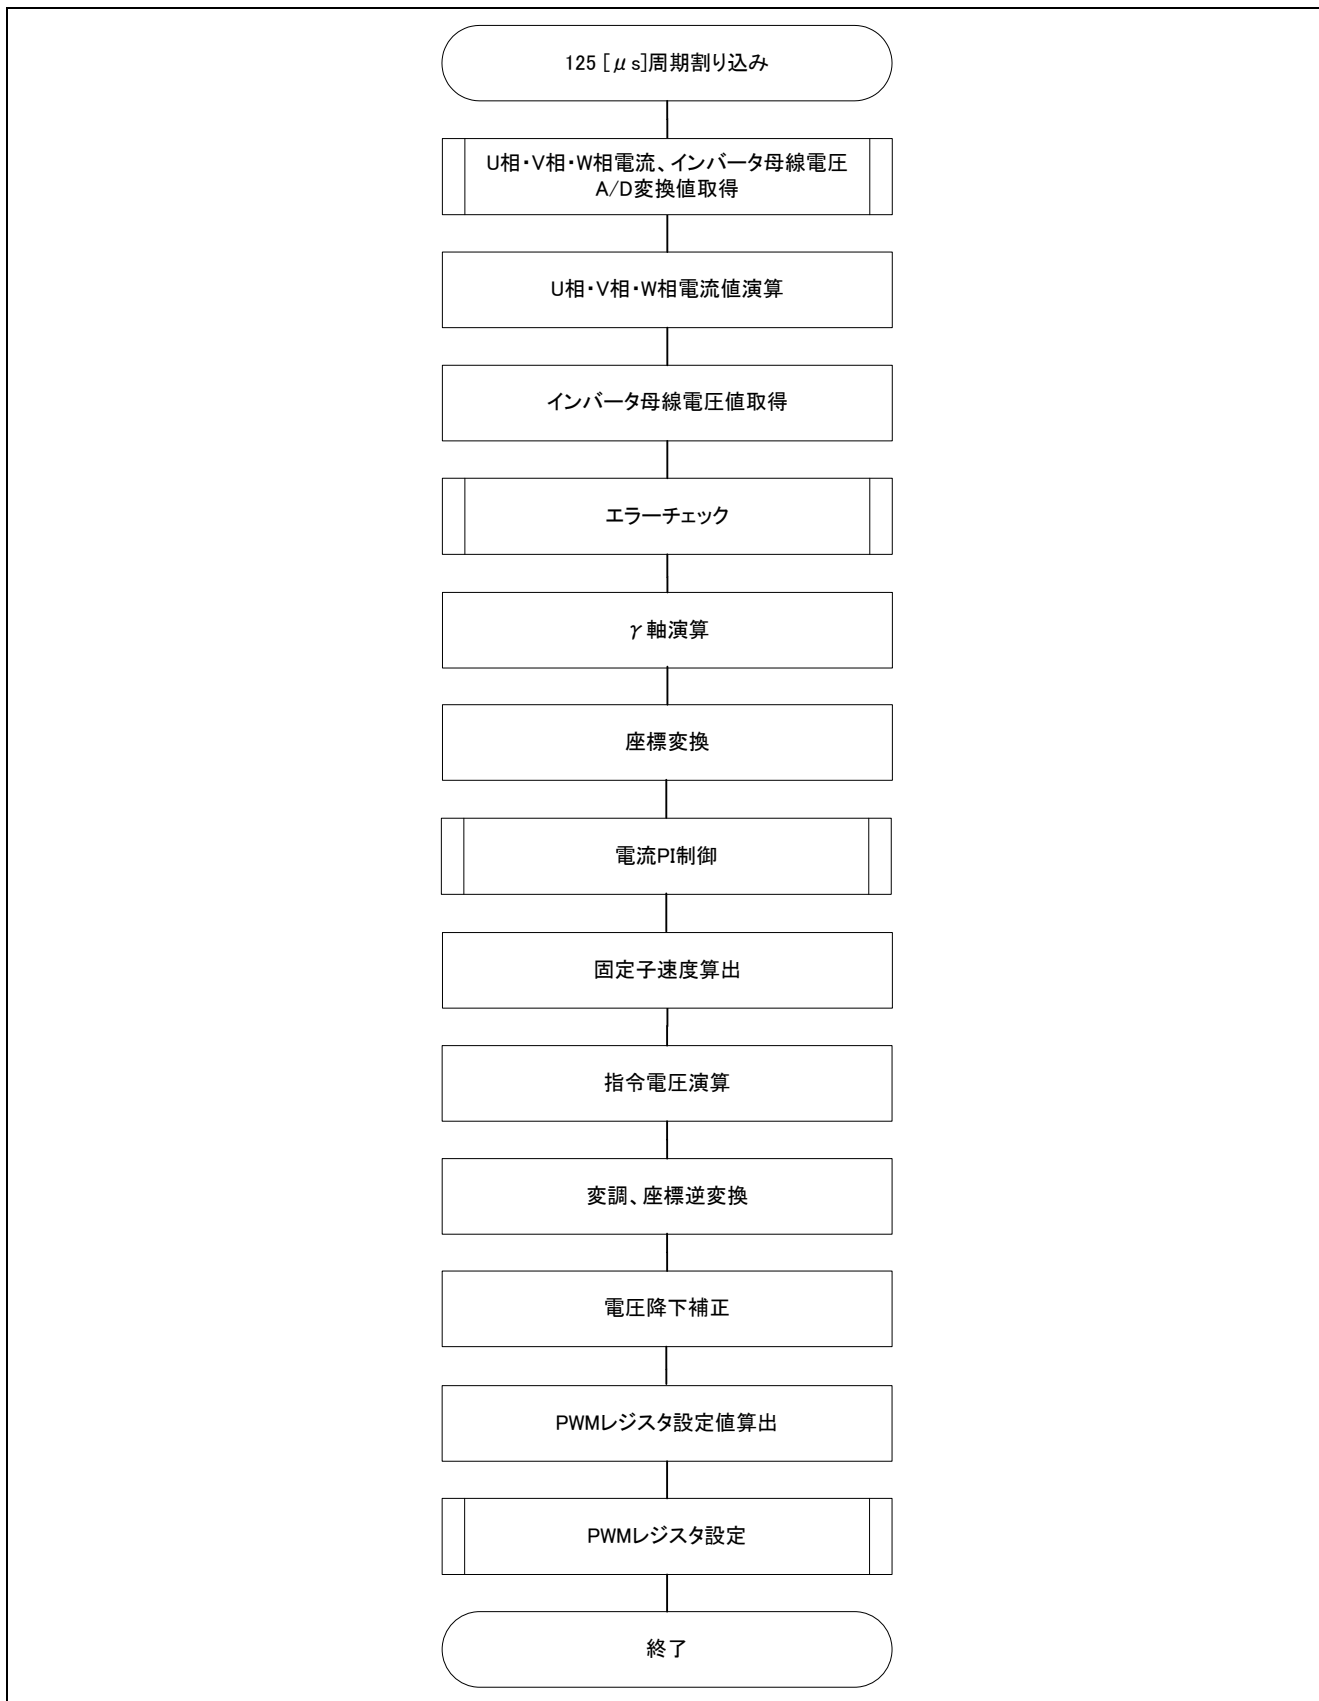 125 [μs]周期割り込み
U相・V相・W相電流、インバータ母線電圧
A/D変換値取得
U相・V相・W相電流値演算
インバータ母線電圧値取得
エラーチェック
γ軸演算
座標変換
電流PI制御
固定子速度算出
指令電圧演算
変調、座標逆変換
電圧降下補正
PWMレジスタ設定値算出
PWMレジスタ設定
終了